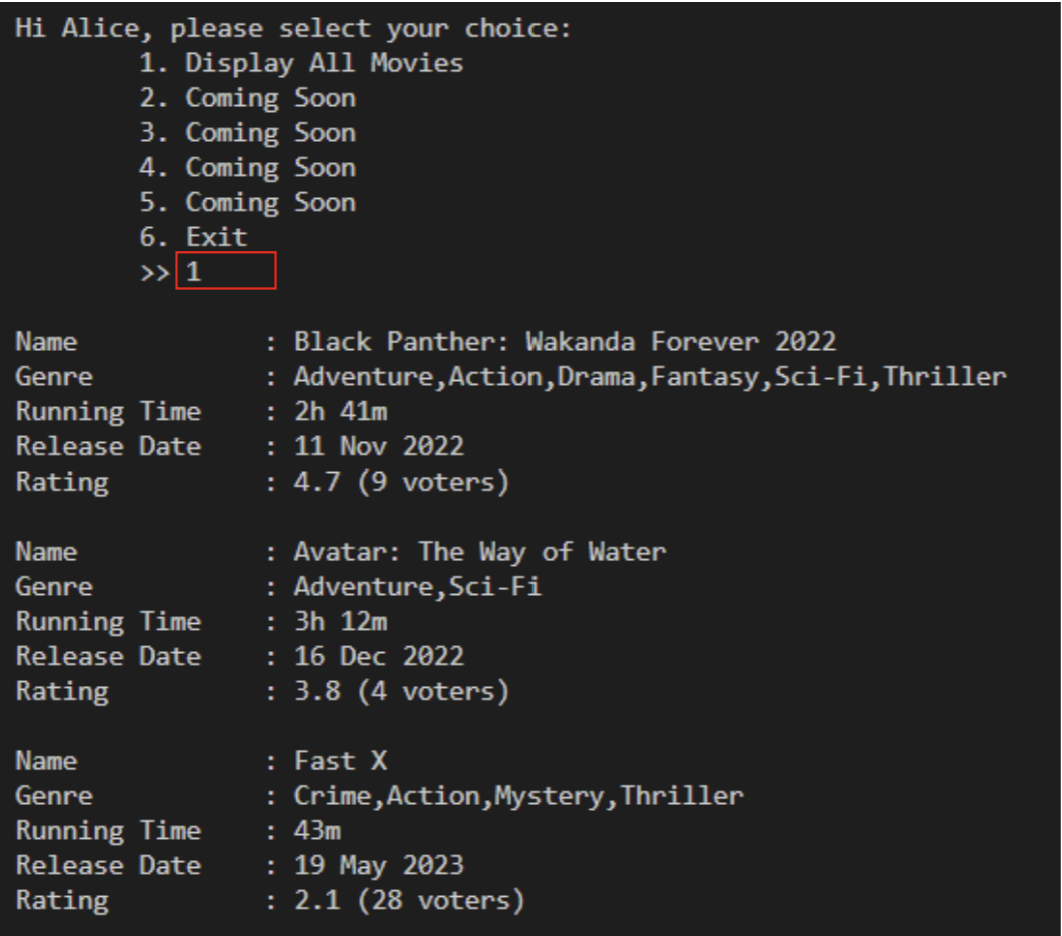 Hi Alice, please select your choice:
1. Display All Movies
2. Coming Soon
3. Coming Soon
4. Coming Soon
5. Coming Soon
6. Exit
>> 1
Name : Black Panther: Wakanda Forever 2022
Genre : Adventure,Action,Drama,Fantasy,Sci-Fi,Thriller
Running Time : 2h 41m
Release Date : 11 Nov 2022
Rating : 4.7 (9 voters)
Name : Avatar: The Way of Water
Genre : Adventure,Sci-Fi
Running Time : 3h 12m
Release Date : 16 Dec 2022
Rating : 3.8 (4 voters)
Name : Fast X
Genre : Crime,Action,Mystery,Thriller
Running Time : 43m
Release Date : 19 May 2023
Rating : 2.1 (28 voters)